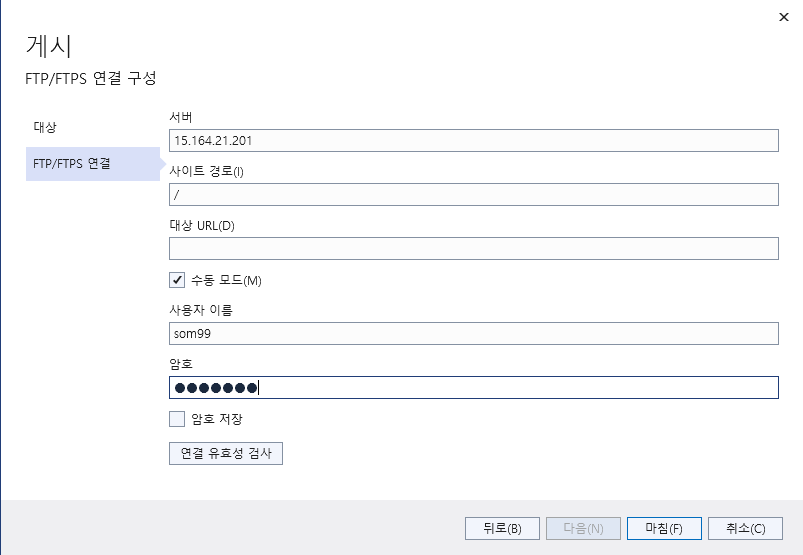 게시
FTP/FTPS 연결 구성
대상
FTP/FTPS 연결
서버
15.164.21.201
사이트 경로(I)
/
대상 URL(D)
수동 모드(M)
사용자 이름
som99
암호
●●●●●●●
암호 저장
연결 유효성 검사
뒤로(B)
다음(N)
마침(F)
취소(C)